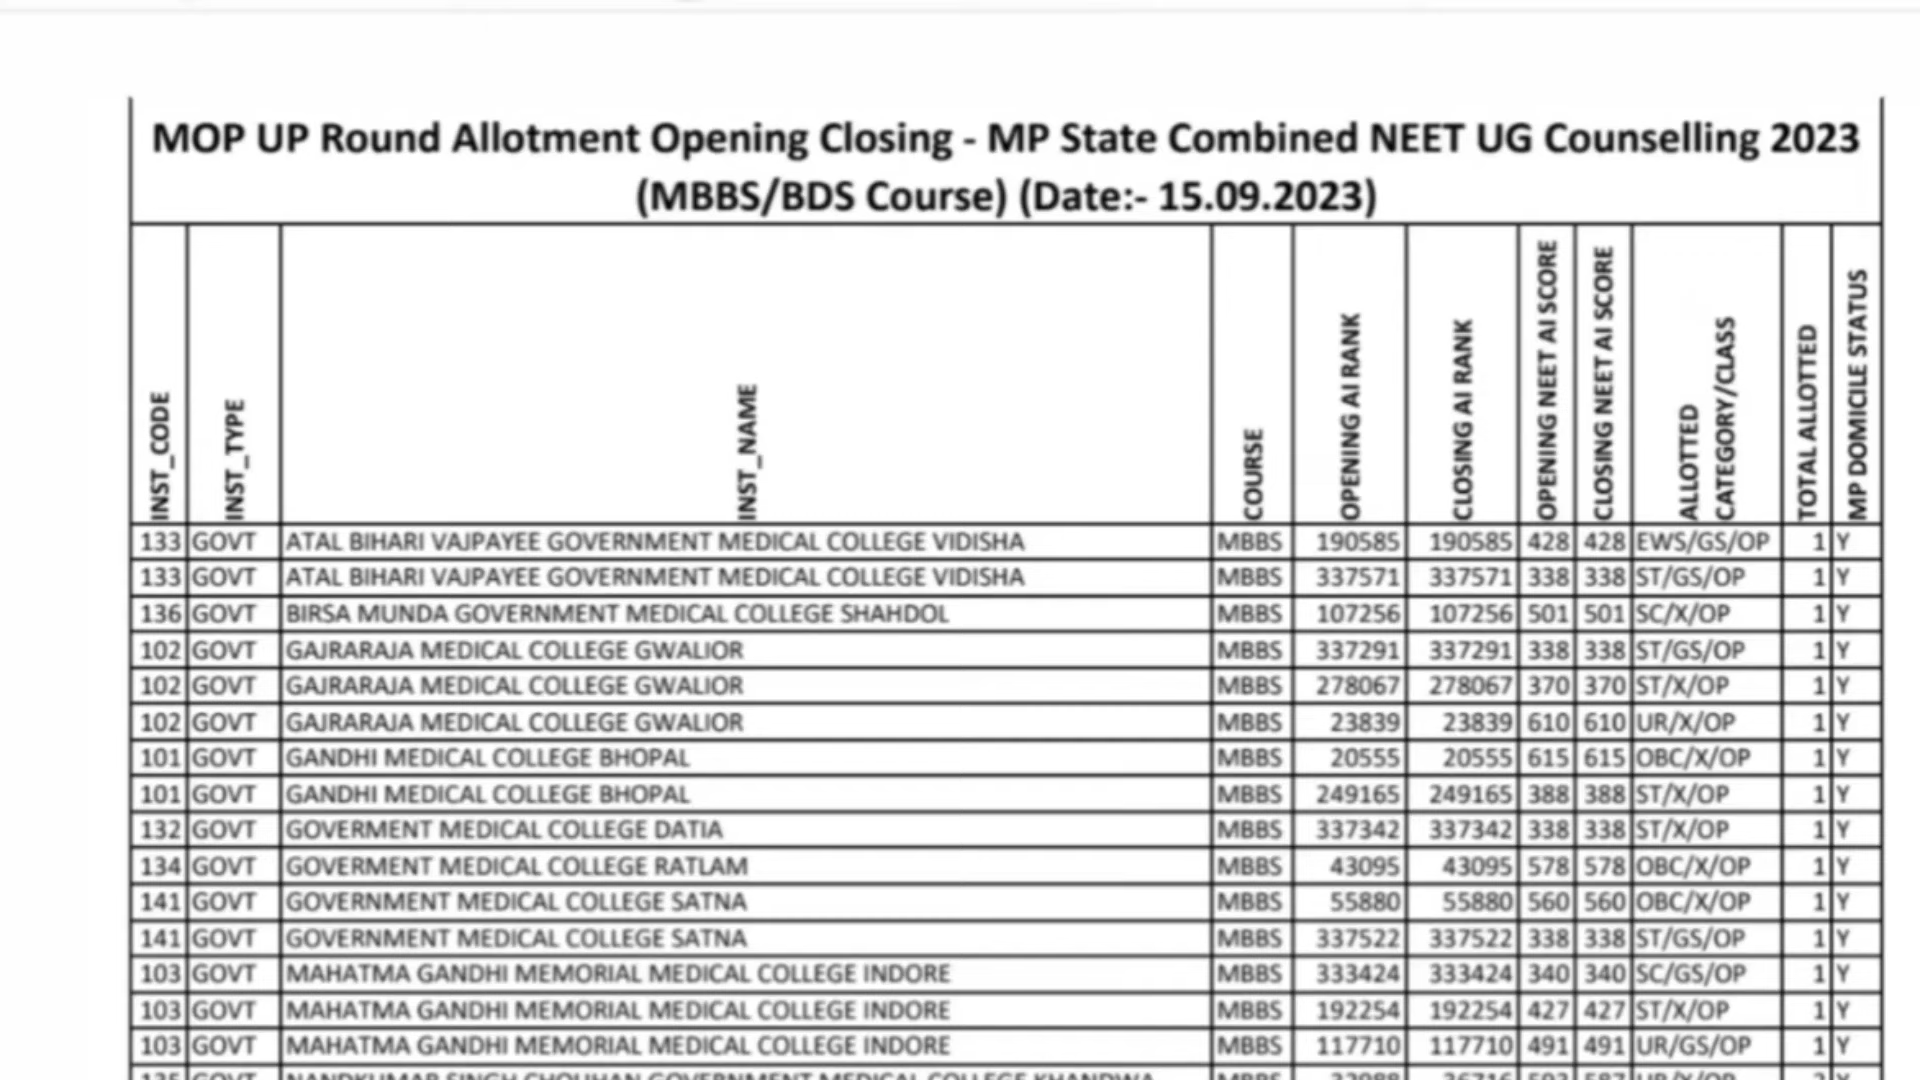 MOP UP Round Allotment Opening Closing - MP State Combined NEET UG Counselling 2023
(MBBS/BDS Course) (Date:- 15.09.2023)
INST_CODE INST_TYPE INST_NAME COURSE OPENING AI RANK CLOSING AI RANK OPENING NEET AI SCORE CLOSING NEET AI SCORE ALLOTTED CATEGORY/CLASS TOTAL ALLOTTED MP DOMICILE STATUS
133 GOVT ATAL BIHARI VAJPAYEE GOVERNMENT MEDICAL COLLEGE VIDISHA MBBS 190585 190585 428 428 EWS/GS/OP 1 Y
133 GOVT ATAL BIHARI VAJPAYEE GOVERNMENT MEDICAL COLLEGE VIDISHA MBBS 337571 337571 338 338 ST/GS/OP 1 Y
136 GOVT BIRSA MUNDA GOVERNMENT MEDICAL COLLEGE SHAHDOL MBBS 107256 107256 501 501 SC/X/OP 1 Y
102 GOVT GAJRARAJA MEDICAL COLLEGE GWALIOR MBBS 337291 337291 338 338 ST/GS/OP 1 Y
102 GOVT GAJRARAJA MEDICAL COLLEGE GWALIOR MBBS 278067 278067 370 370 ST/X/OP 1 Y
102 GOVT GAJRARAJA MEDICAL COLLEGE GWALIOR MBBS 23839 23839 610 610 UR/X/OP 1 Y
101 GOVT GANDHI MEDICAL COLLEGE BHOPAL MBBS 20555 20555 615 615 OBC/X/OP 1 Y
101 GOVT GANDHI MEDICAL COLLEGE BHOPAL MBBS 249165 249165 388 388 ST/X/OP 1 Y
132 GOVT GOVERMENT MEDICAL COLLEGE DATIA MBBS 337342 337342 338 338 ST/X/OP 1 Y
134 GOVT GOVERMENT MEDICAL COLLEGE RATLAM MBBS 43095 43095 578 578 OBC/X/OP 1 Y
141 GOVT GOVERNMENT MEDICAL COLLEGE SATNA MBBS 55880 55880 560 560 OBC/X/OP 1 Y
141 GOVT GOVERNMENT MEDICAL COLLEGE SATNA MBBS 337522 337522 338 338 ST/GS/OP 1 Y
103 GOVT MAHATMA GANDHI MEMORIAL MEDICAL COLLEGE INDORE MBBS 333424 333424 340 340 SC/GS/OP 1 Y
103 GOVT MAHATMA GANDHI MEMORIAL MEDICAL COLLEGE INDORE MBBS 192254 192254 427 427 ST/X/OP 1 Y
103 GOVT MAHATMA GANDHI MEMORIAL MEDICAL COLLEGE INDORE MBBS 117710 117710 491 491 UR/GS/OP 1 Y
GOVT NANDKUMAR SINGH CHOUHAN GOVERNMENT MEDICAL COLLEGE KHANDWA MBBS